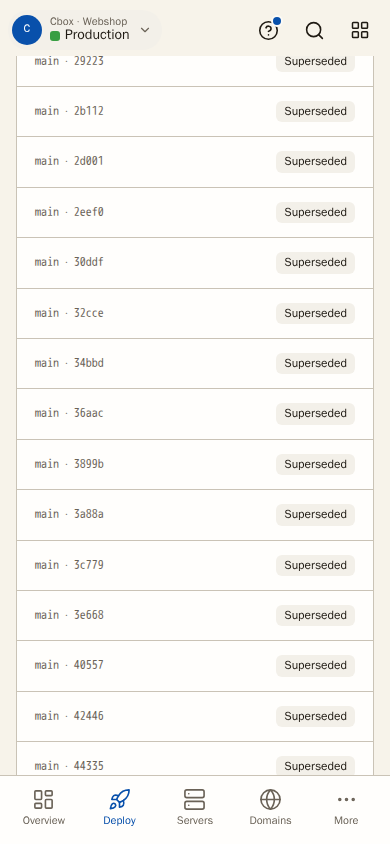 C
Cbox · Webshop
Production
main · 29223 Superseded
main · 2b112 Superseded
main · 2d001 Superseded
main · 2eef0 Superseded
main · 30ddf Superseded
main · 32cce Superseded
main · 34bbd Superseded
main · 36aac Superseded
main · 3899b Superseded
main · 3a88a Superseded
main · 3c779 Superseded
main · 3e668 Superseded
main · 40557 Superseded
main · 42446 Superseded
main · 44335 Superseded
Overview Deploy Servers Domains More